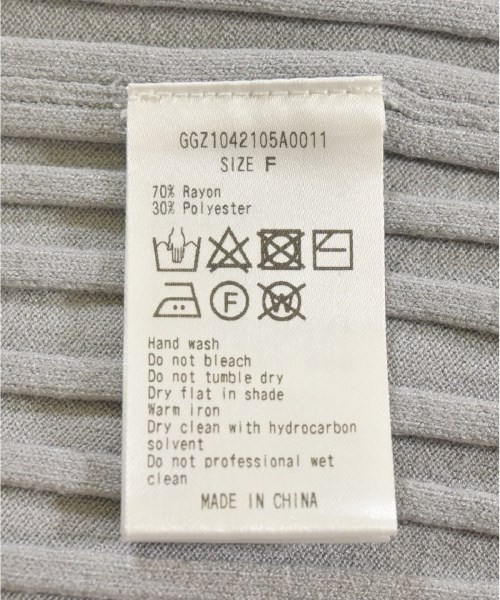 GGZ1042105A0011
SIZE F
70% Rayon
30% Polyester
F W
Hand wash
Do not bleach
Do not tumble dry
Dry flat in shade
Warm iron
Dry clean with hydrocarbon
solvent
Do not professional wet
clean
MADE IN CHINA